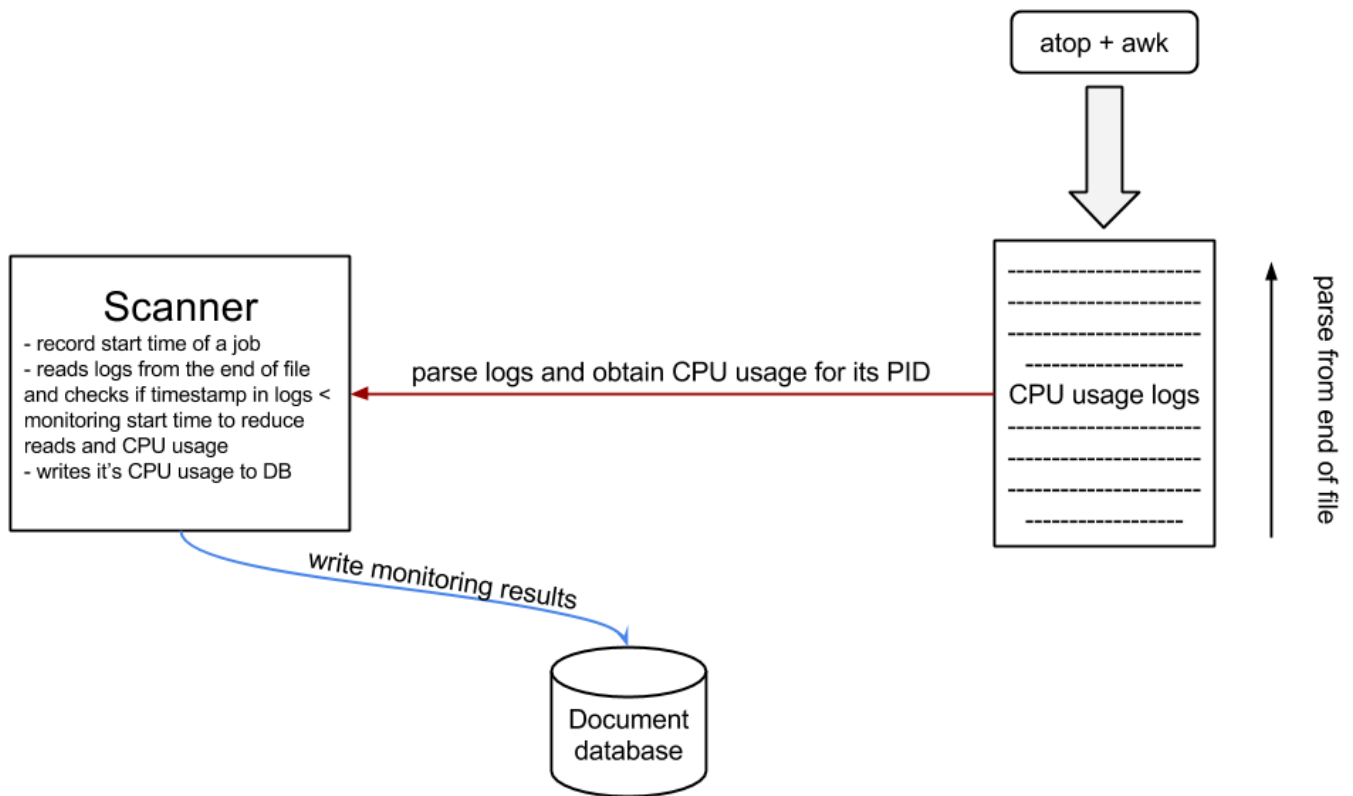 atop + awk
Scanner
- record start time of a job
- reads logs from the end of file
and checks if timestamp in logs <
monitoring start time to reduce
reads and CPU usage
- writes it's CPU usage to DB
parse logs and obtain CPU usage for its PID
CPU usage logs
parse from end of file
write monitoring results
Document
database